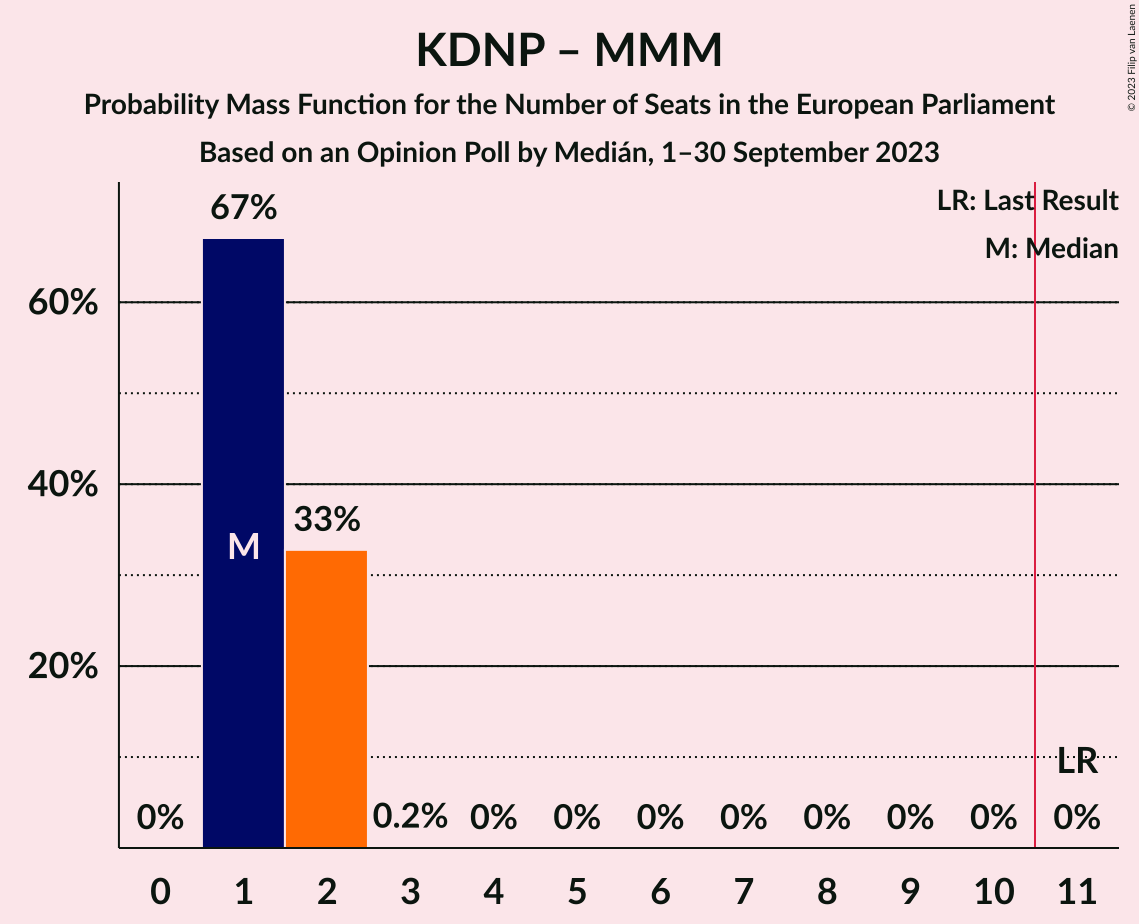 KDNP – MMM
Probability Mass Function for the Number of Seats in the European Parliament
Based on an Opinion Poll by Medián, 1–30 September 2023
© 2023 Filip van Laenen
LR: Last Result
M: Median
67%
60%
40%
33%
M
20%
LR
0% 0.2% 0% 0% 0% 0% 0% 0% 0% 0%
0 1 2 3 4 5 6 7 8 9 10 11